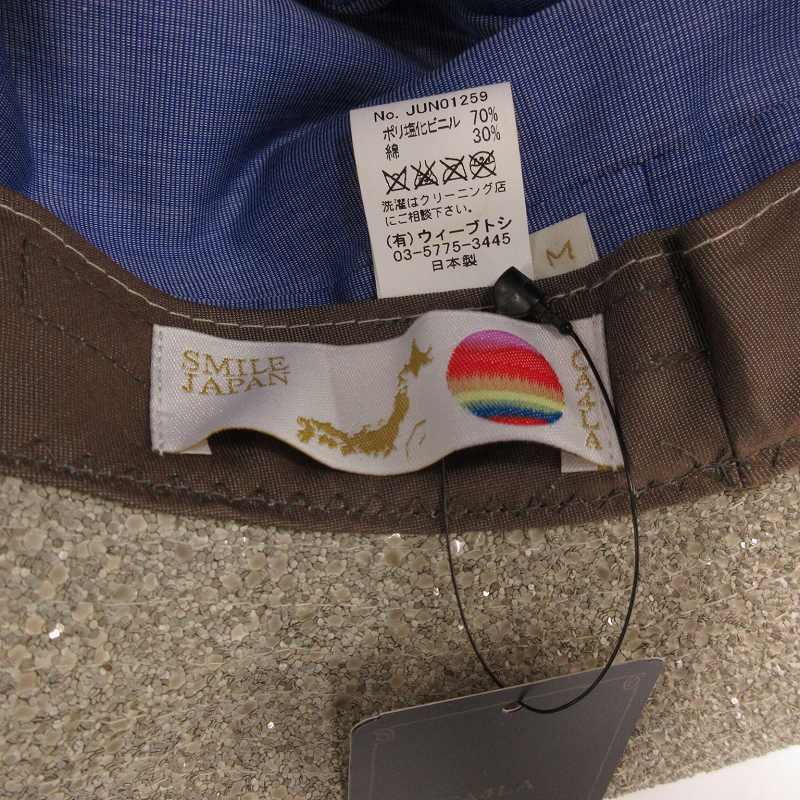 No. JUN01259
ポリ塩化ビニル 70%
綿 30%
洗濯はクリーニング店
にご相談下さい。
(有)ウィーブトシ
03-5775-3445
日本製
M
SMILE
JAPAN
CA4LA